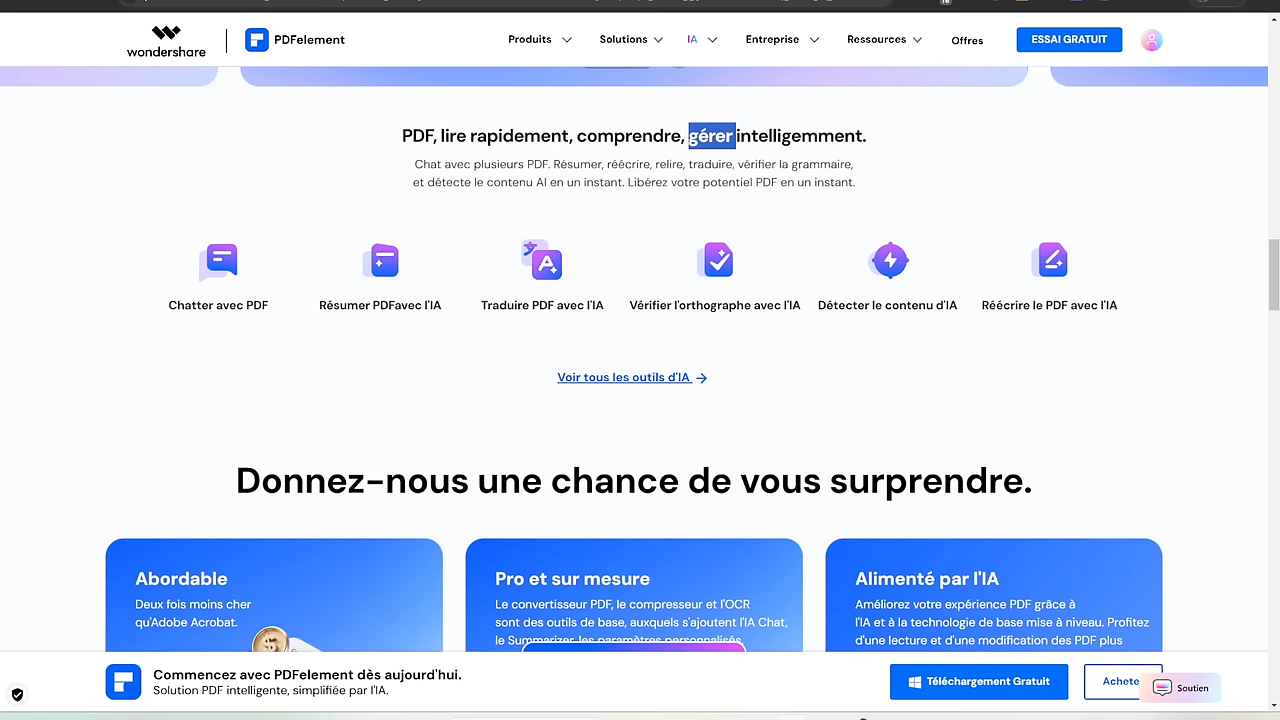 wondershare
PDFelement
Produits
Solutions
IA
Entreprise
Ressources
Offres
ESSAI GRATUIT
PDF, lire rapidement, comprendre, gérer intelligemment.
Chat avec plusieurs PDF. Résumer, réécrire, relire, traduire, vérifier la grammaire,
et détecte le contenu AI en un instant. Libérez votre potentiel PDF en un instant.
Chatter avec PDF
Résumer PDFavec l'IA
Traduire PDF avec l'IA
Vérifier l'orthographe avec l'IA
Détecter le contenu d'IA
Réécrire le PDF avec l'IA
Voir tous les outils d'IA
Donnez-nous une chance de vous surprendre.
Abordable
Deux fois moins cher
qu'Adobe Acrobat.
Pro et sur mesure
Le convertisseur PDF, le compresseur et l'OCR
sont des outils de base, auxquels s'ajoutent l'IA Chat,
le Summarizer, les paramètres personnalisés,
Alimenté par l'IA
Améliorez votre expérience PDF grâce à
l'IA et à la technologie de base mise à niveau. Profitez
d'une lecture et d'une modification des PDF plus
Commencez avec PDFelement dès aujourd'hui.
Solution PDF intelligente, simplifiée par l'IA.
Téléchargement Gratuit
Achete
Soutien